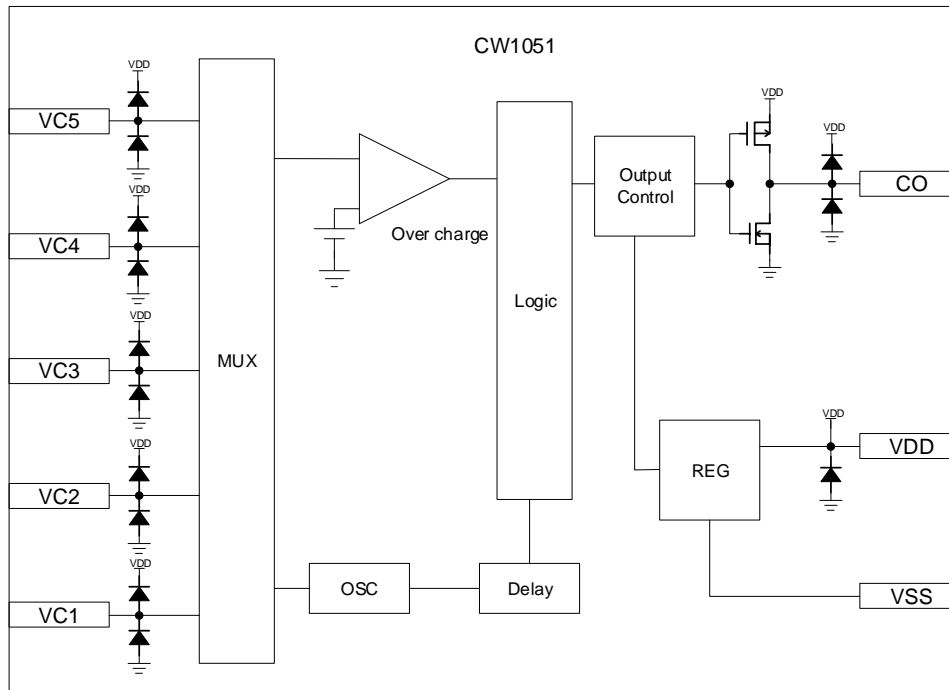 CW1051
VDD
VC5
VDD
VC4
VDD
VC3
VDD
VC2
VDD
VC1
MUX
Over charge
Logic
OSC
Delay
Output
Control
VDD
VDD
CO
REG
VDD
VDD
VSS